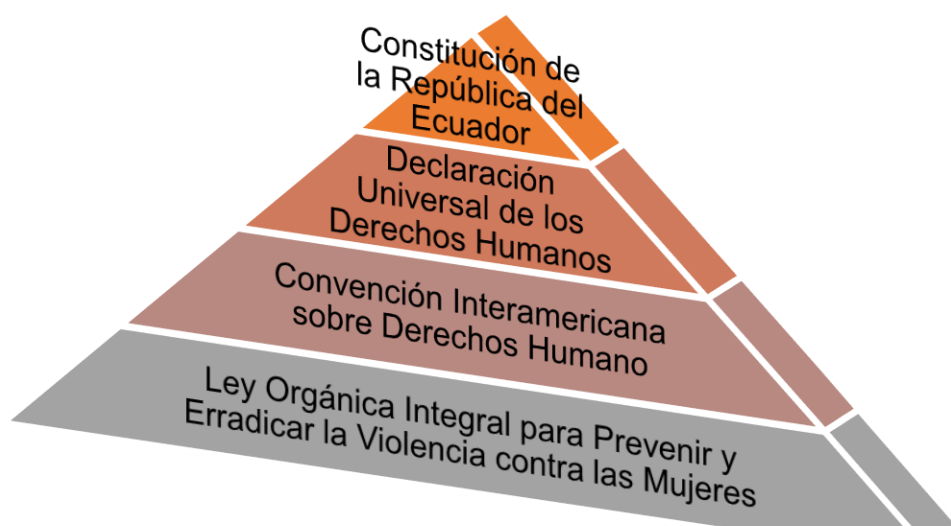 Constitución de
la República del
Ecuador
Declaración
Universal de los
Derechos Humanos
Convención Interamericana
sobre Derechos Humano
Ley Orgánica Integral para Prevenir y
Erradicar la Violencia contra las Mujeres